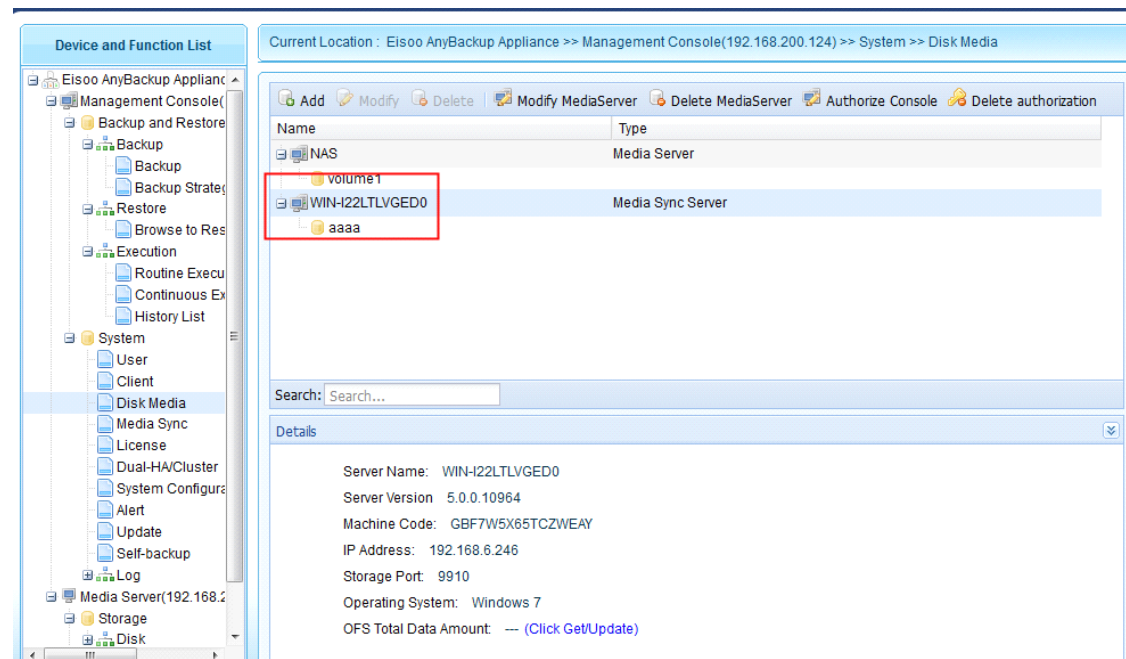 Device and Function List
Eisoo AnyBackup Applianc
Management Console(
Backup and Restore
Backup
Backup
Backup Strateg
Restore
Browse to Res
Execution
Routine Execu
Continuous Ex
History List
System
User
Client
Disk Media
Media Sync
License
Dual-HA/Cluster
System Configura
Alert
Update
Self-backup
Log
Media Server(192.168.2
Storage
Disk
Current Location : Eisoo AnyBackup Appliance >> Management Console(192.168.200.124) >> System >> Disk Media
Add Modify Delete Modify MediaServer Delete MediaServer Authorize Console Delete authorization
Name Type
NAS Media Server
volume1
WIN-I22LTLVGED0 Media Sync Server
aaaa
Search: Search...
Details
Server Name: WIN-I22LTLVGED0
Server Version 5.0.0.10964
Machine Code: GBF7W5X65TCZWEAY
IP Address: 192.168.6.246
Storage Port: 9910
Operating System: Windows 7
OFS Total Data Amount: --- (Click Get/Update)